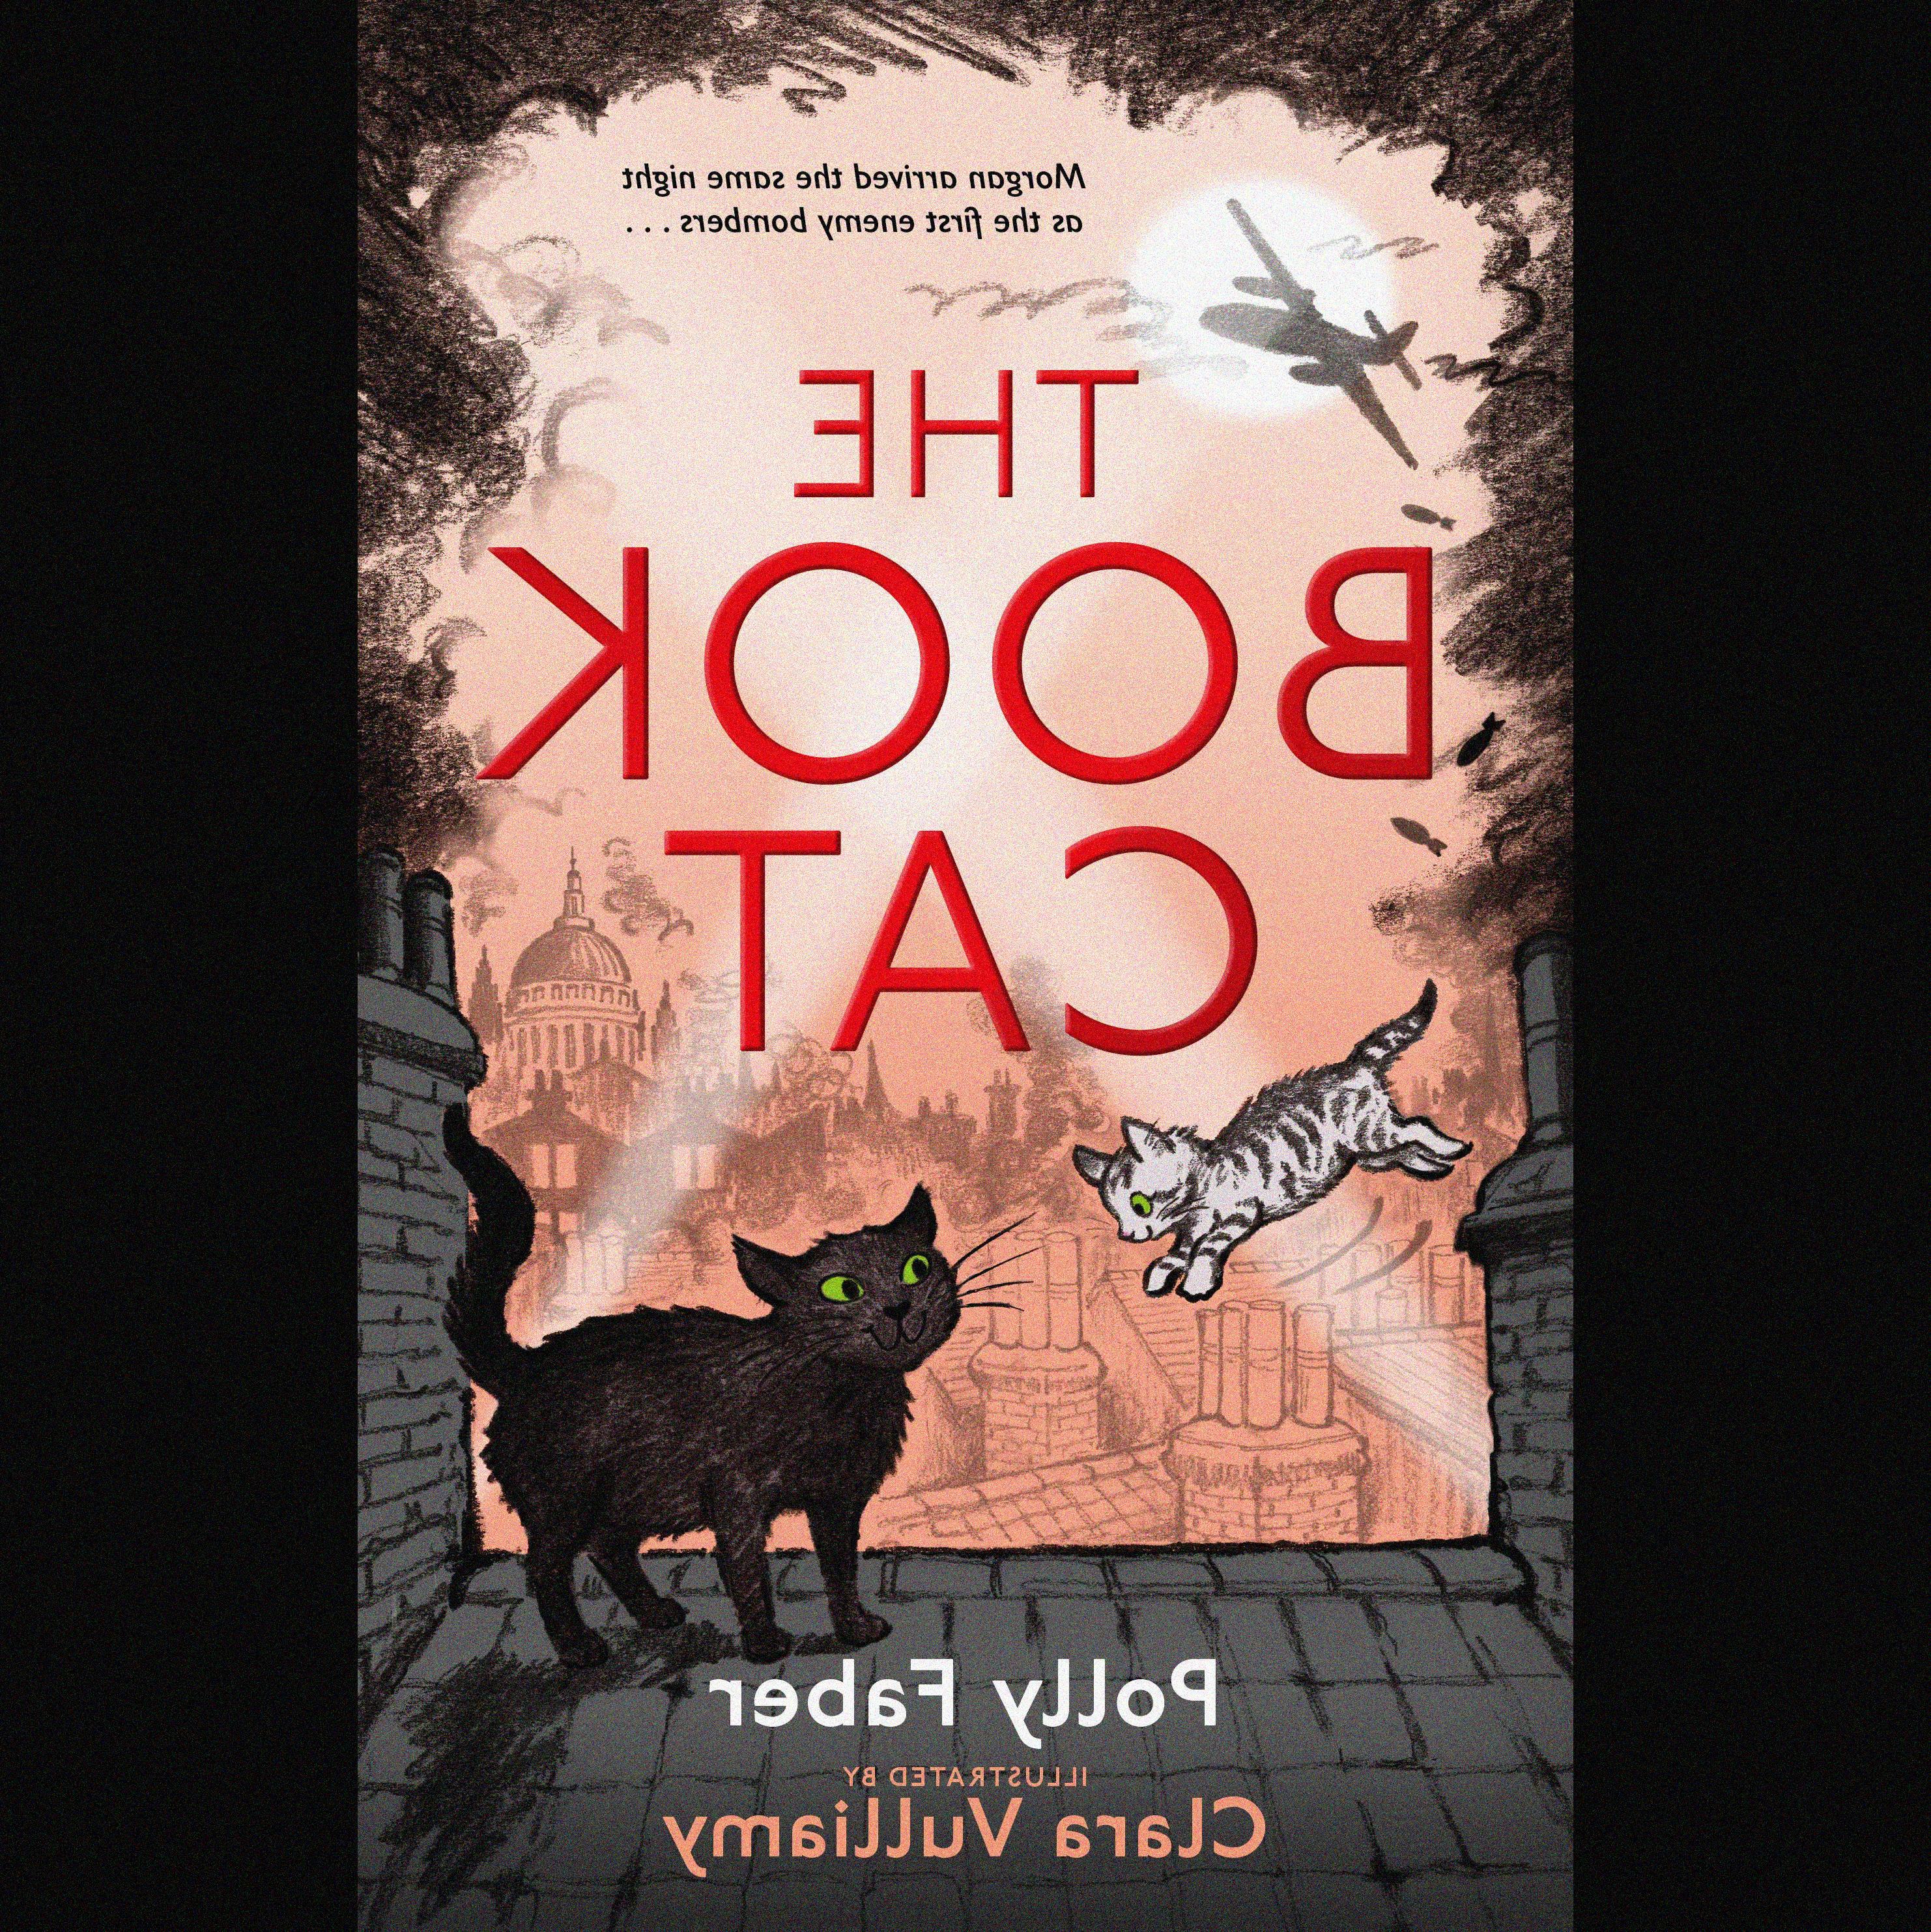 Morgan arrived the same night
as the first enemy bombers . . .
THE
BOOK
CAT
Polly Faber
ILLUSTRATED BY
Clara Vulliamy